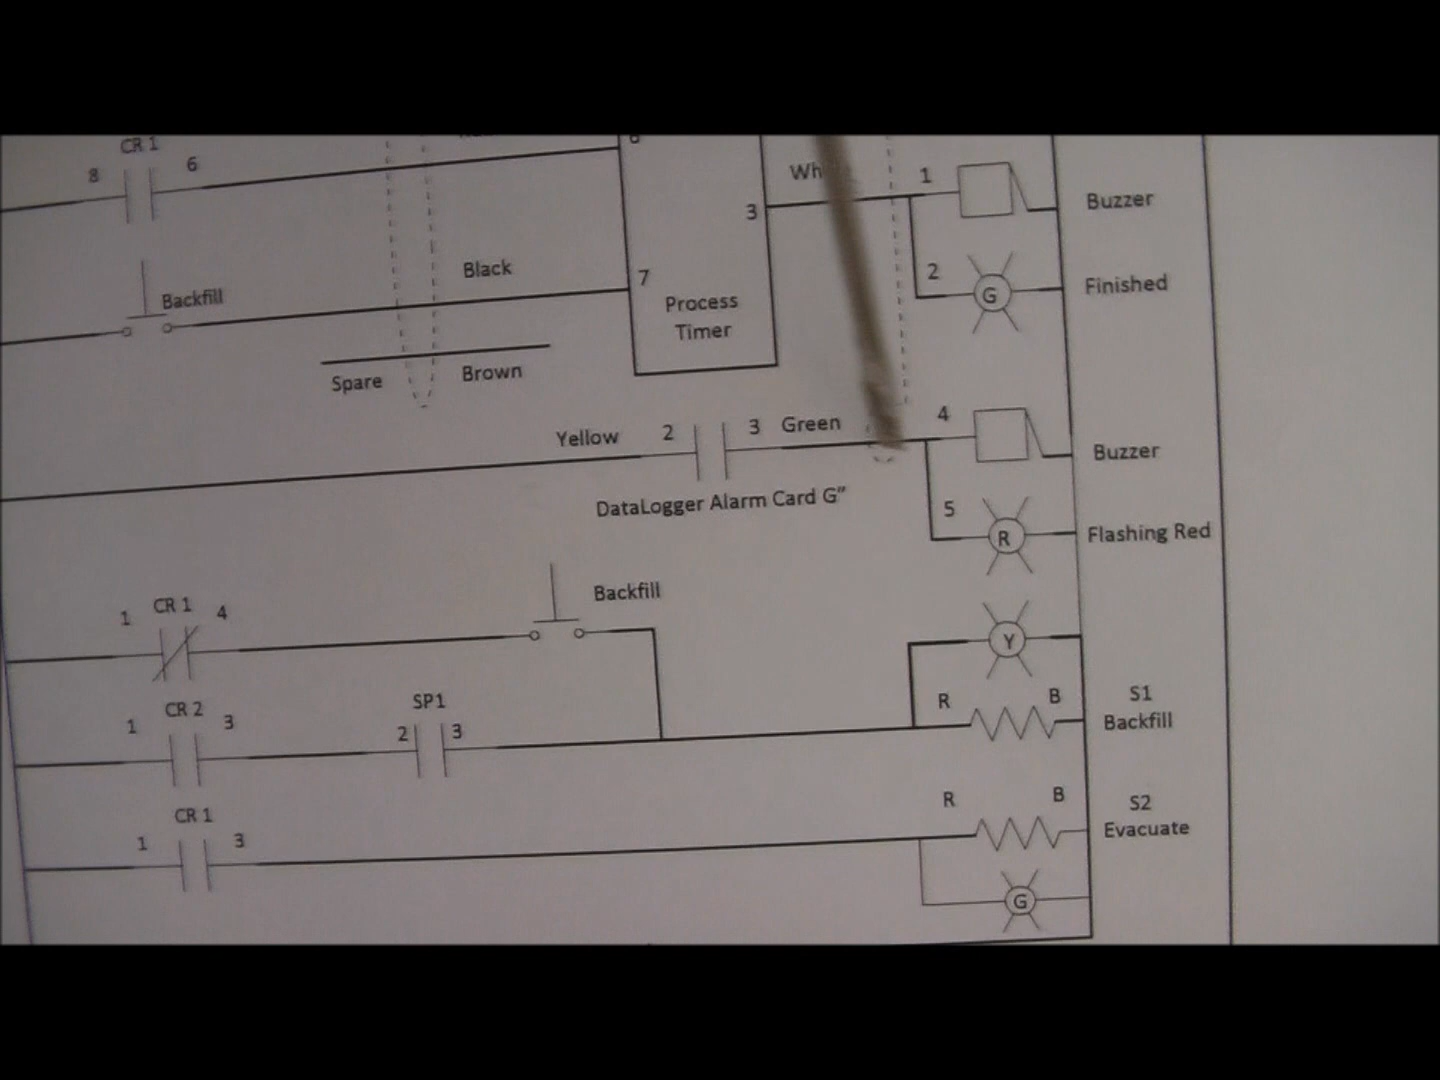 CR 1
8
6
1
Buzzer
3
2
G
Finished
Backfill
Black
7
Process
Timer
Spare
Brown
Yellow
2
3
Green
4
Buzzer
DataLogger Alarm Card G"
5
R
Flashing Red
1
CR 1
4
Backfill
Y
1
CR 2
3
SP1
2
3
R
B
S1
Backfill
CR 1
1
3
R
B
S2
Evacuate
G